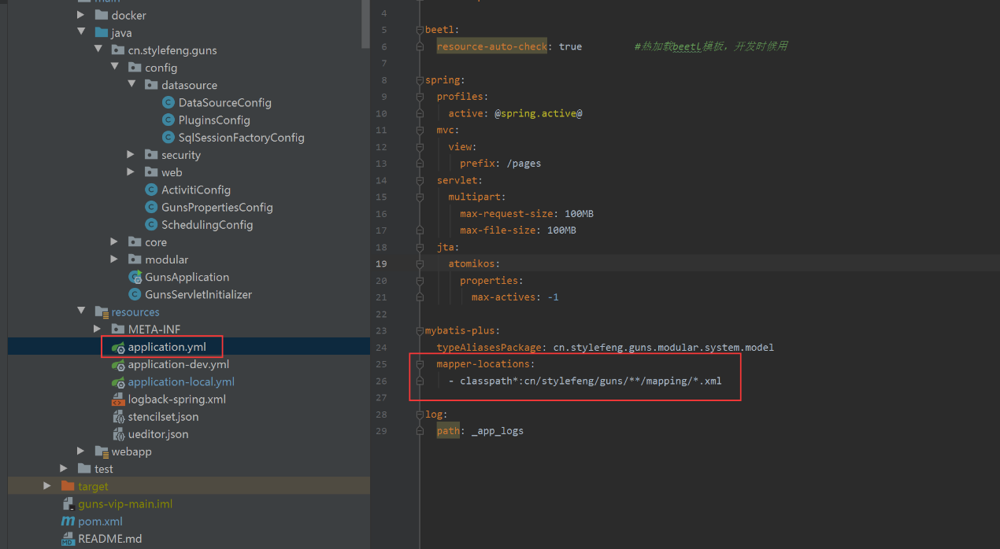 main
docker
java
cn.stylefeng.guns
config
datasource
DataSourceConfig
PluginsConfig
SqlSessionFactoryConfig
security
web
ActivitiConfig
GunsPropertiesConfig
SchedulingConfig
core
modular
GunsApplication
GunsServletInitializer
resources
META-INF
application.yml
application-dev.yml
application-local.yml
logback-spring.xml
stencilset.json
ueditor.json
webapp
test
target
guns-vip-main.iml
pom.xml
README.md
4
5 beetl:
6 resource-auto-check: true #热加载beetl模板，开发时候用
7
8 spring:
9 profiles:
10 active: @spring.active@
11 mvc:
12 view:
13 prefix: /pages
14 servlet:
15 multipart:
16 max-request-size: 100MB
17 max-file-size: 100MB
18 jta:
19 atomikos:
20 properties:
21 max-actives: -1
22
23 mybatis-plus:
24 typeAliasesPackage: cn.stylefeng.guns.modular.system.model
25 mapper-locations:
26 - classpath*:cn/stylefeng/guns/**/mapping/*.xml
27
28 log:
29 path: _app_logs